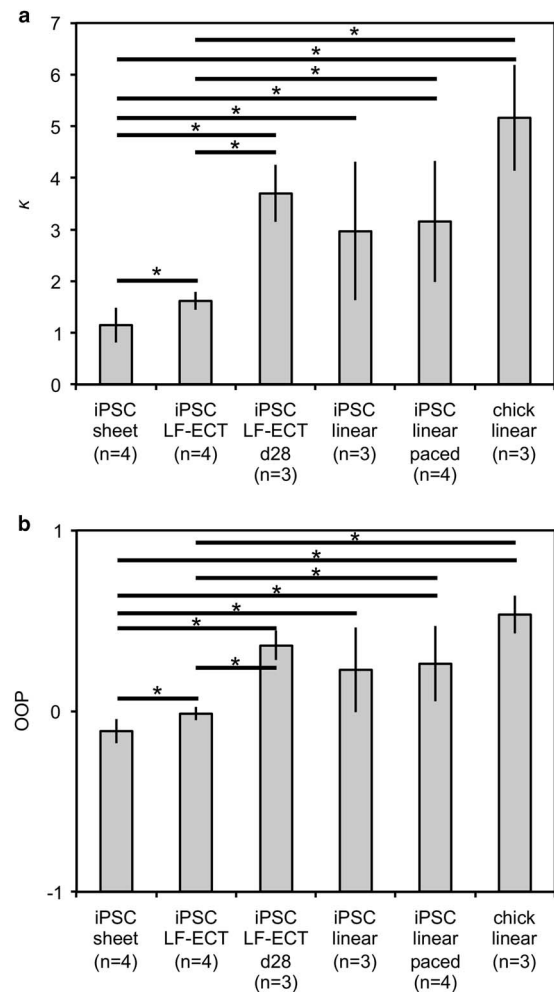 a
7
6
5
4
3
2
1
0
κ
* * * * * * * * *
iPSC sheet (n=4)
iPSC LF-ECT (n=4)
iPSC LF-ECT d28 (n=3)
iPSC linear (n=3)
iPSC linear paced (n=4)
chick linear (n=3)
b
1
0
-1
OOP
* * * * * * * * *
iPSC sheet (n=4)
iPSC LF-ECT (n=4)
iPSC LF-ECT d28 (n=3)
iPSC linear (n=3)
iPSC linear paced (n=4)
chick linear (n=3)